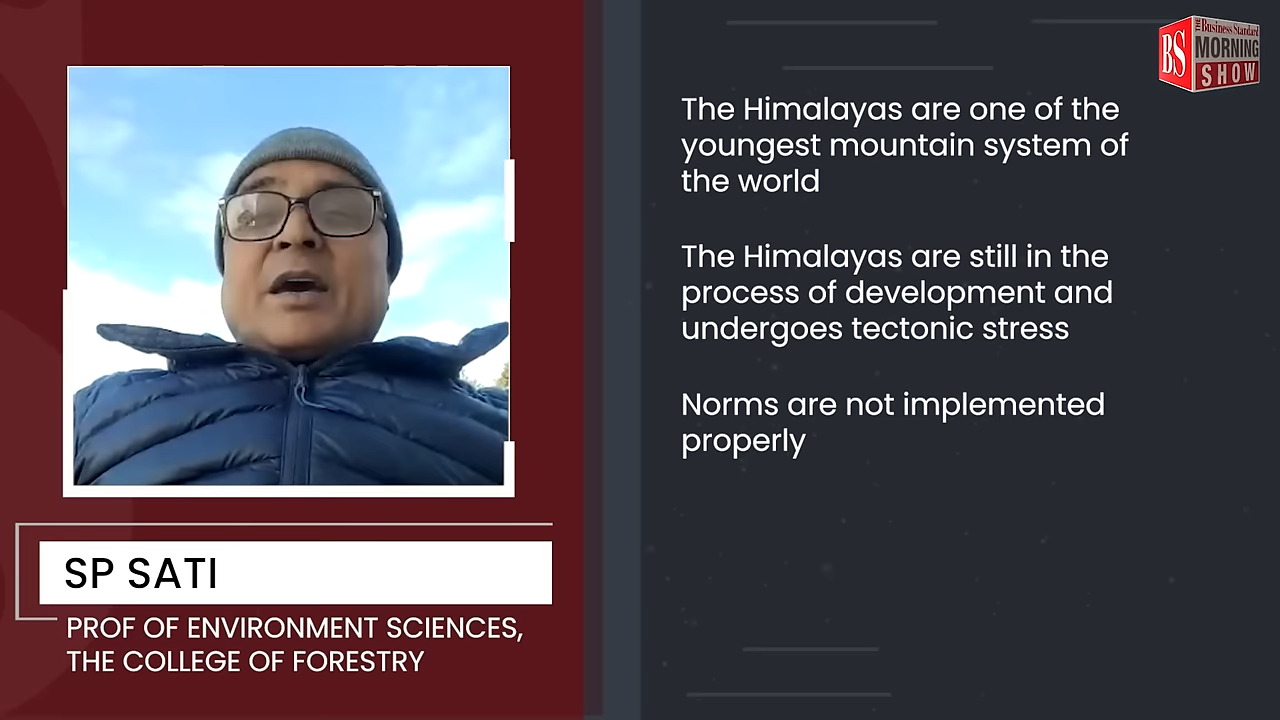 THE Business Standard
BS MORNING
SHOW
The Himalayas are one of the
youngest mountain system of
the world
The Himalayas are still in the
process of development and
undergoes tectonic stress
Norms are not implemented
properly
SP SATI
PROF OF ENVIRONMENT SCIENCES,
THE COLLEGE OF FORESTRY